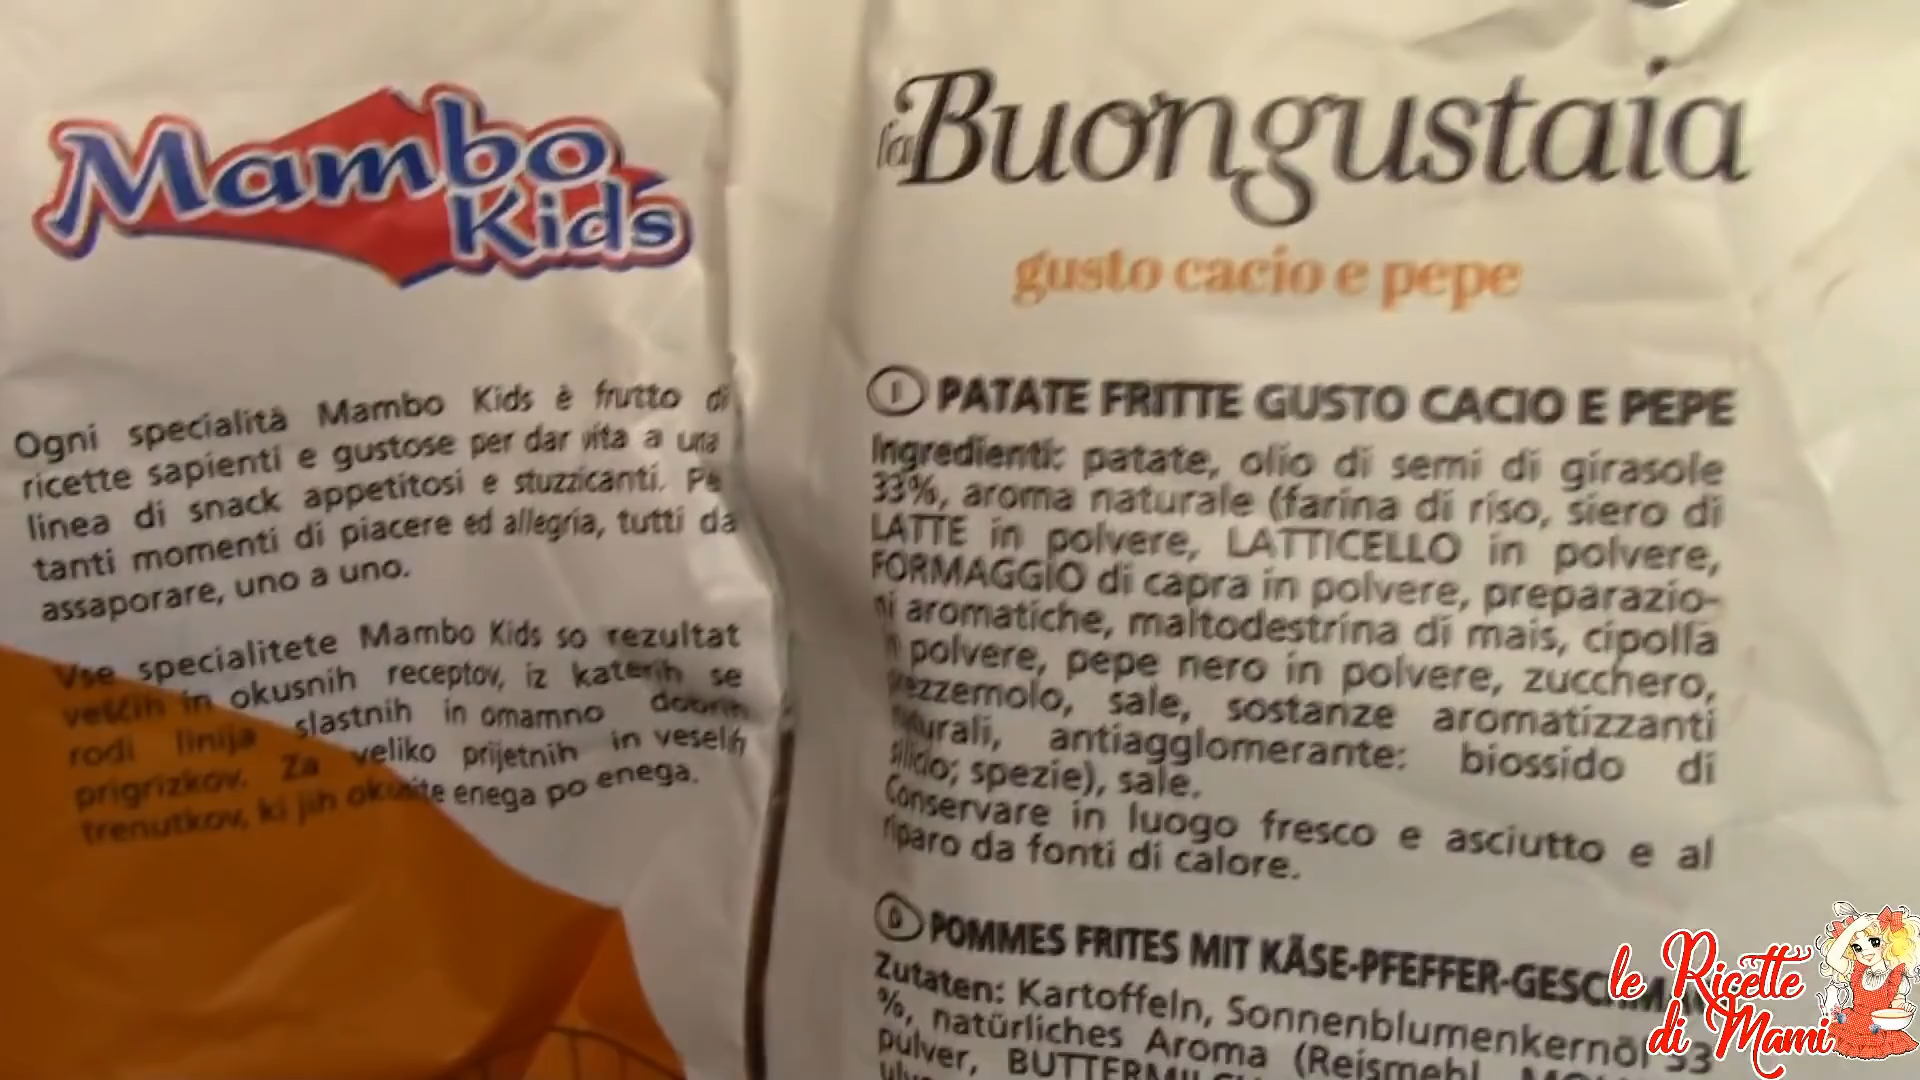 Mambo
Kids
Ogni specialità Mambo Kids è frutto di
ricette sapienti e gustose per dar vita a una
linea di snack appetitosi e stuzzicanti. Pe
tanti momenti di piacere ed allegria, tutti da
assaporare, uno a uno.
Vse specialitete Mambo Kids so rezultat
veščih in okusnih receptov, iz katerih se
rodi linija slastnih in omamno dobrih
prigrizkov. Za veliko prijetnih in veselih
trenutkov, ki jih okusite enega po enega.
la Buongustaia
gusto cacio e pepe
I PATATE FRITTE GUSTO CACIO E PEPE
Ingredienti: patate, olio di semi di girasole
33%, aroma naturale (farina di riso, siero di
LATTE in polvere, LATTICELLO in polvere,
FORMAGGIO di capra in polvere, preparazio-
ni aromatiche, maltodestrina di mais, cipolla
in polvere, pepe nero in polvere, zucchero,
prezzemolo, sale, sostanze aromatizzanti
naturali, antiagglomerante: biossido di
silicio; spezie), sale.
Conservare in luogo fresco e asciutto e al
riparo da fonti di calore.
D POMMES FRITES MIT KÄSE-PFEFFER-GESCHMACK
Zutaten: Kartoffeln, Sonnenblumenkernöl 33
%, natürliches Aroma (Reismehl,
pulver,
le Ricette
di Mami